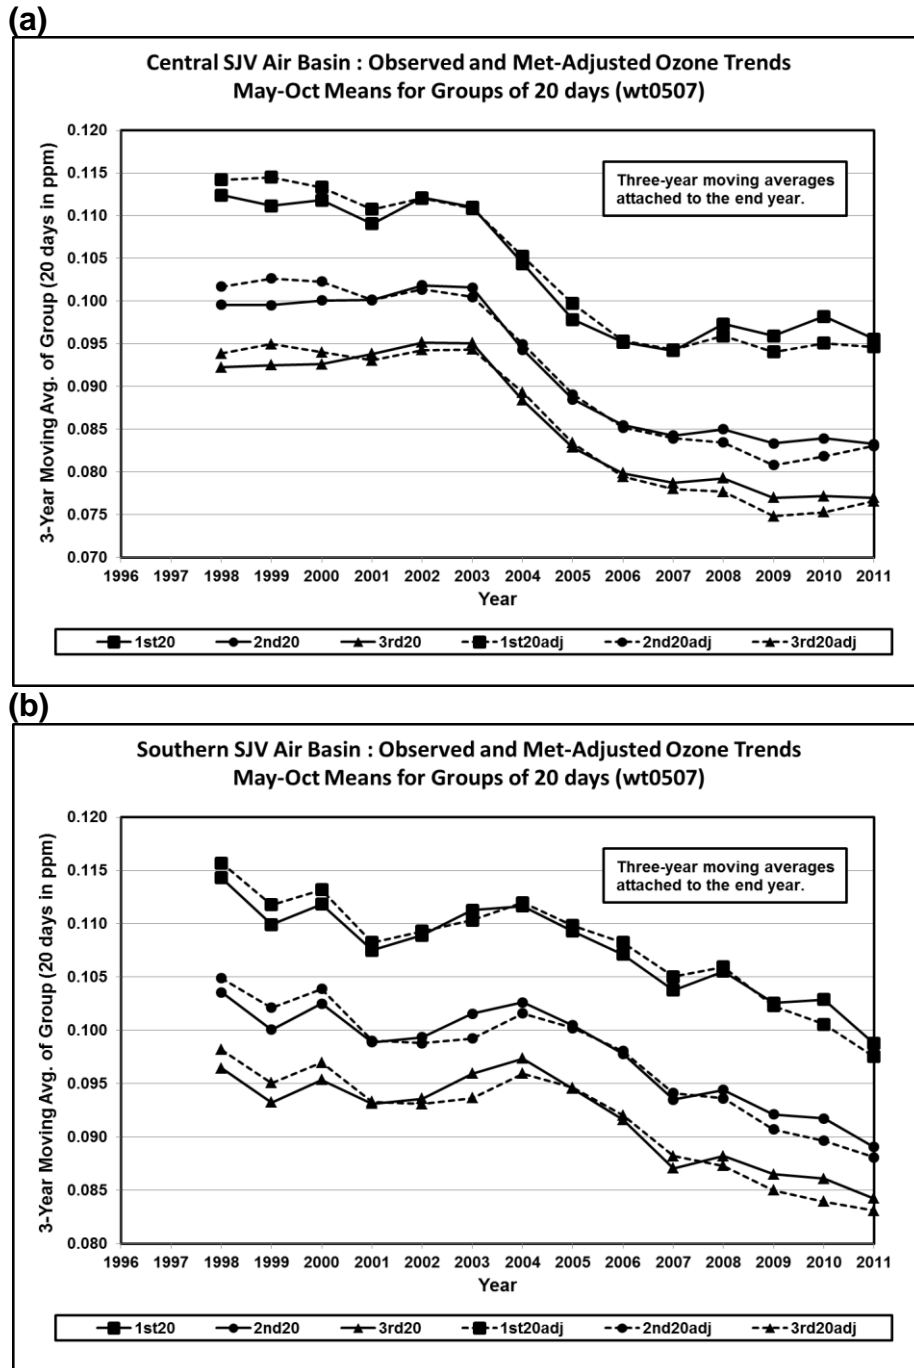 (a)
Central SJV Air Basin : Observed and Met-Adjusted Ozone Trends
May-Oct Means for Groups of 20 days (wt0507)
3-Year Moving Avg. of Group (20 days in ppm)
0.120
0.115
0.110
0.105
0.100
0.095
0.090
0.085
0.080
0.075
0.070
Three-year moving averages
attached to the end year.
1996 1997 1998 1999 2000 2001 2002 2003 2004 2005 2006 2007 2008 2009 2010 2011
Year
1st20 2nd20 3rd20 1st20adj 2nd20adj 3rd20adj
(b)
Southern SJV Air Basin : Observed and Met-Adjusted Ozone Trends
May-Oct Means for Groups of 20 days (wt0507)
3-Year Moving Avg. of Group (20 days in ppm)
0.120
0.115
0.110
0.105
0.100
0.095
0.090
0.085
0.080
Three-year moving averages
attached to the end year.
1996 1997 1998 1999 2000 2001 2002 2003 2004 2005 2006 2007 2008 2009 2010 2011
Year
1st20 2nd20 3rd20 1st20adj 2nd20adj 3rd20adj